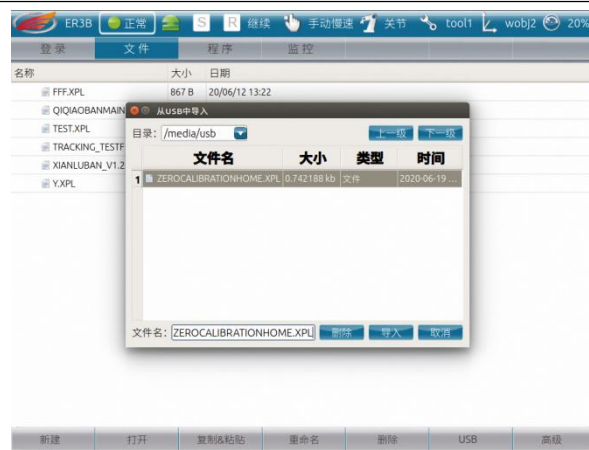 ER3B 正常 S R 继续 手动慢速 关节 tool1 wobj2 20%
登录 文件 程序 监控
名称 大小 日期
FFF.XPL 867 B 20/06/12 13:22
QIQIAOBANMAIN
TEST.XPL
TRACKING_TESTF
XIANLUBAN_V1.2
Y.XPL
从USB中导入
目录: /media/usb 上一级 下一级
文件名 大小 类型 时间
1 ZEROCALIBRATIONHOME.XPL 0.742188 kb 文件 2020-06-19 ...
文件名: ZEROCALIBRATIONHOME.XPL 删除 导入 取消
新建 打开 复制&粘贴 重命名 删除 USB 高级